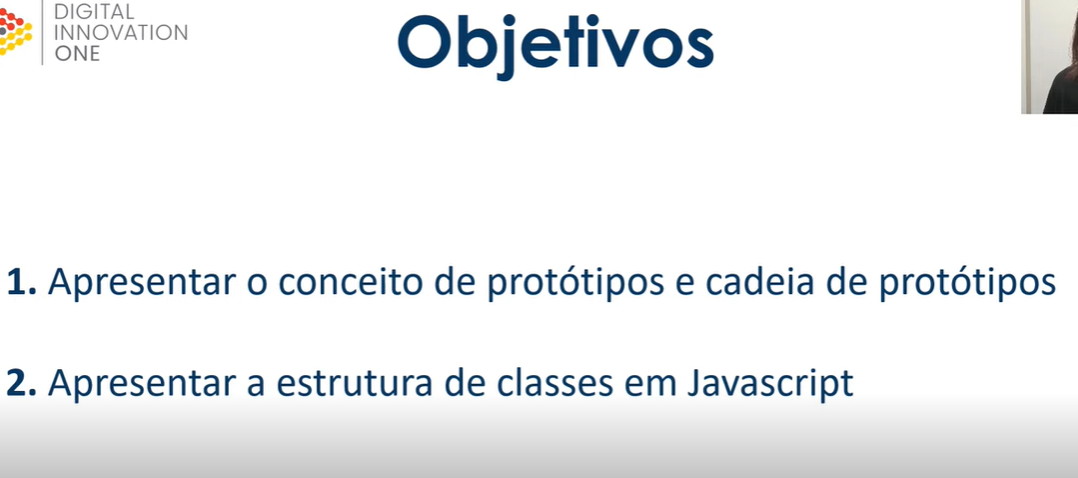 DIGITAL
INNOVATION
ONE
Objetivos
1. Apresentar o conceito de protótipos e cadeia de protótipos
2. Apresentar a estrutura de classes em Javascript